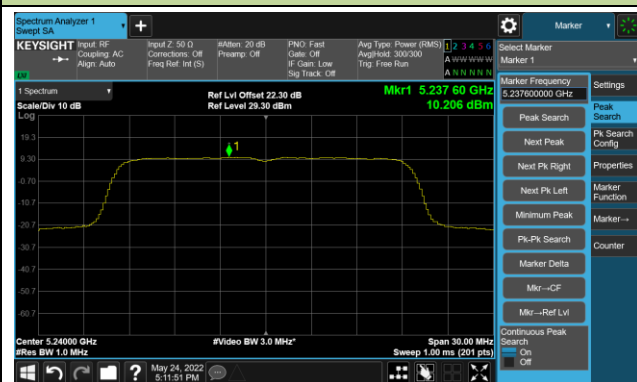 Spectrum Analyzer 1
Swept SA
+
Marker
KEYSIGHT
Input: RF
Coupling: AC
Align: Auto
Input Z: 50 Ω
Corrections: Off
Freq Ref: Int (S)
#Atten: 20 dB
Preamp: Off
PNO: Fast
Gate: Off
IF Gain: Low
Sig Track: Off
Avg Type: Power (RMS)
Avg|Hold: 300/300
Trig: Free Run
1 2 3 4 5 6
A W W W W W
A N N N N N
LXI
Select Marker
Marker 1
1 Spectrum
Scale/Div 10 dB
Log
Ref Lvl Offset 22.30 dB
Ref Level 29.30 dBm
Mkr1 5.237 60 GHz
10.206 dBm
1
19.3
9.30
-0.70
-10.7
-20.7
-30.7
-40.7
-50.7
-60.7
Center 5.24000 GHz
#Res BW 1.0 MHz
#Video BW 3.0 MHz*
Span 30.00 MHz
Sweep 1.00 ms (201 pts)
Marker Frequency
5.237600000 GHz
Peak Search
Next Peak
Next Pk Right
Next Pk Left
Minimum Peak
Pk-Pk Search
Marker Delta
Mkr→CF
Mkr→Ref Lvl
Continuous Peak
Search
On
Off
Settings
Peak
Search
Pk Search
Config
Properties
Marker
Function
Marker→
Counter
?
May 24, 2022
5:11:51 PM